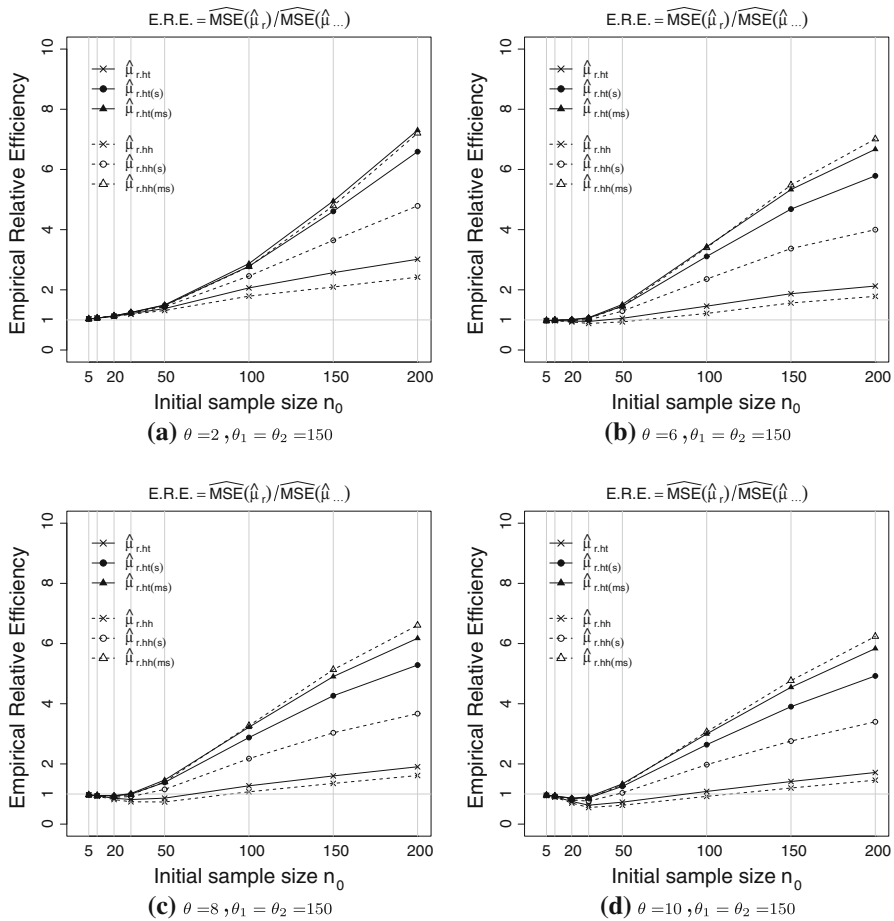 E.R.E. = MSE(μ̂ r) / MSE(μ̂ ...)
Empirical Relative Efficiency
10
8
6
4
2
1
0
μ̂ r.ht
μ̂ r.ht(s)
μ̂ r.ht(ms)
μ̂ r.hh
μ̂ r.hh(s)
μ̂ r.hh(ms)
5 20 50 100 150 200
Initial sample size n0
(a) θ =2 , θ1 = θ2 =150
E.R.E. = MSE(μ̂ r) / MSE(μ̂ ...)
Empirical Relative Efficiency
10
8
6
4
2
1
0
μ̂ r.ht
μ̂ r.ht(s)
μ̂ r.ht(ms)
μ̂ r.hh
μ̂ r.hh(s)
μ̂ r.hh(ms)
5 20 50 100 150 200
Initial sample size n0
(b) θ =6 , θ1 = θ2 =150
E.R.E. = MSE(μ̂ r) / MSE(μ̂ ...)
Empirical Relative Efficiency
10
8
6
4
2
1
0
μ̂ r.ht
μ̂ r.ht(s)
μ̂ r.ht(ms)
μ̂ r.hh
μ̂ r.hh(s)
μ̂ r.hh(ms)
5 20 50 100 150 200
Initial sample size n0
(c) θ =8 , θ1 = θ2 =150
E.R.E. = MSE(μ̂ r) / MSE(μ̂ ...)
Empirical Relative Efficiency
10
8
6
4
2
1
0
μ̂ r.ht
μ̂ r.ht(s)
μ̂ r.ht(ms)
μ̂ r.hh
μ̂ r.hh(s)
μ̂ r.hh(ms)
5 20 50 100 150 200
Initial sample size n0
(d) θ =10 , θ1 = θ2 =150